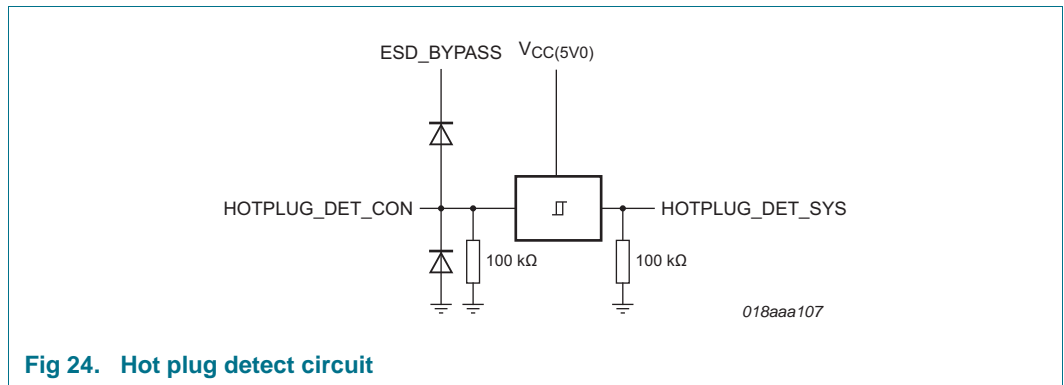 ESD_BYPASS VCC(5V0)
HOTPLUG_DET_CON
HOTPLUG_DET_SYS
100 kΩ
100 kΩ
018aaa107
Fig 24. Hot plug detect circuit